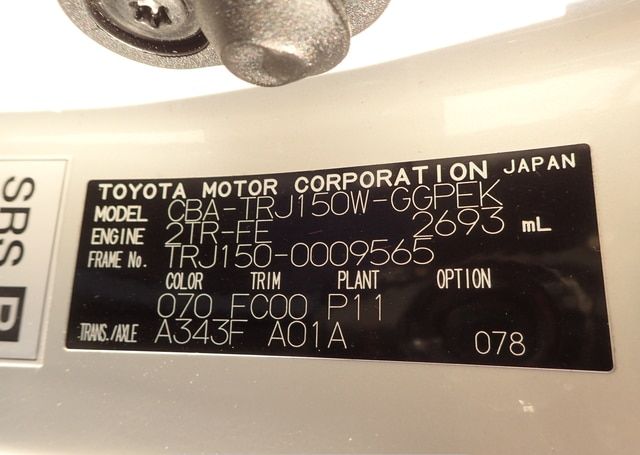 TOYOTA MOTOR CORPORATION JAPAN
MODEL CBA-TRJ150W-GGPEK
ENGINE 2TR-FE 2693 mL
FRAME No. TRJ150-0009565
COLOR TRIM PLANT OPTION
070 FC00 P11
TRANS./AXLE A343F A01A 078
SRS